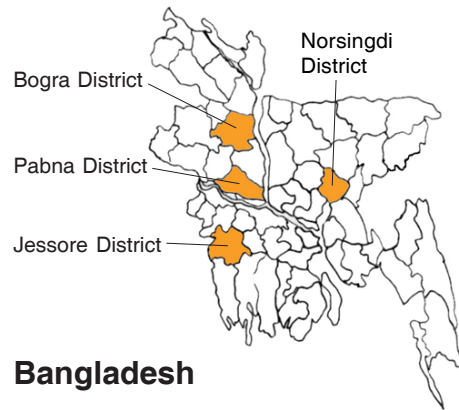 Norsingdi
District
Bogra District
Pabna District
Jessore District
Bangladesh